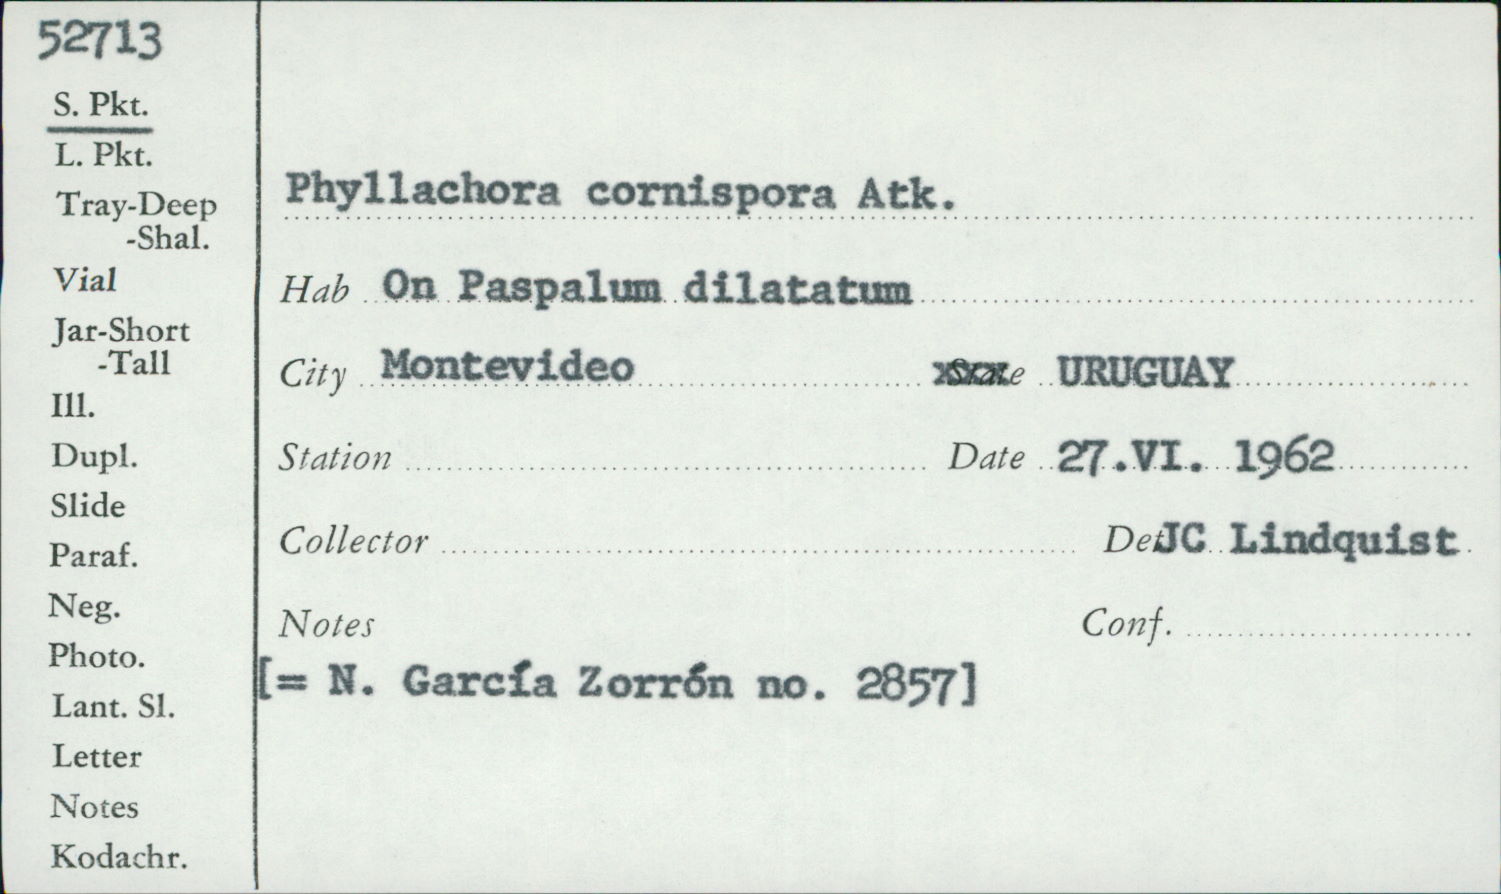 52713
S. Pkt.
L. Pkt.
Tray-Deep
-Shal.
Vial
Jar-Short
-Tall
Ill.
Dupl.
Slide
Paraf.
Neg.
Photo.
Lant. Sl.
Letter
Notes
Kodachr.
Phyllachora cornispora Atk.
Hab On Paspalum dilatatum
City Montevideo State URUGUAY
Station Date 27.VI. 1962
Collector Det JC Lindquist
Notes Conf.
[= N. García Zorrón no. 2857]